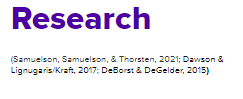 Research
(Samuelson, Samuelson, & Thorsten, 2021; Dawson &
Lignugaris/Kraft, 2017; DeBorst & DeGelder, 2015)